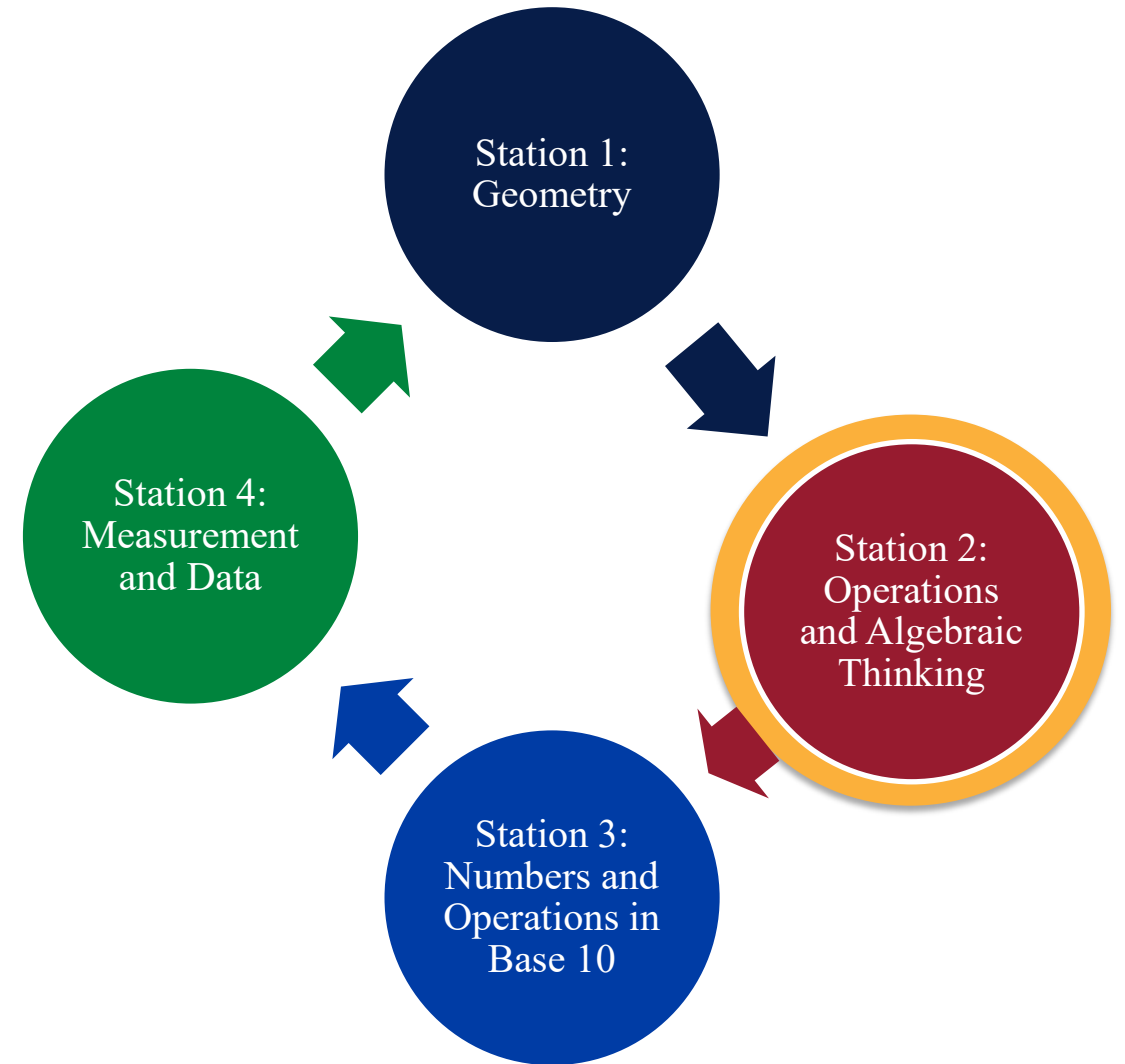 Station 1:
Geometry
Station 2:
Operations
and Algebraic
Thinking
Station 3:
Numbers and
Operations in
Base 10
Station 4:
Measurement
and Data